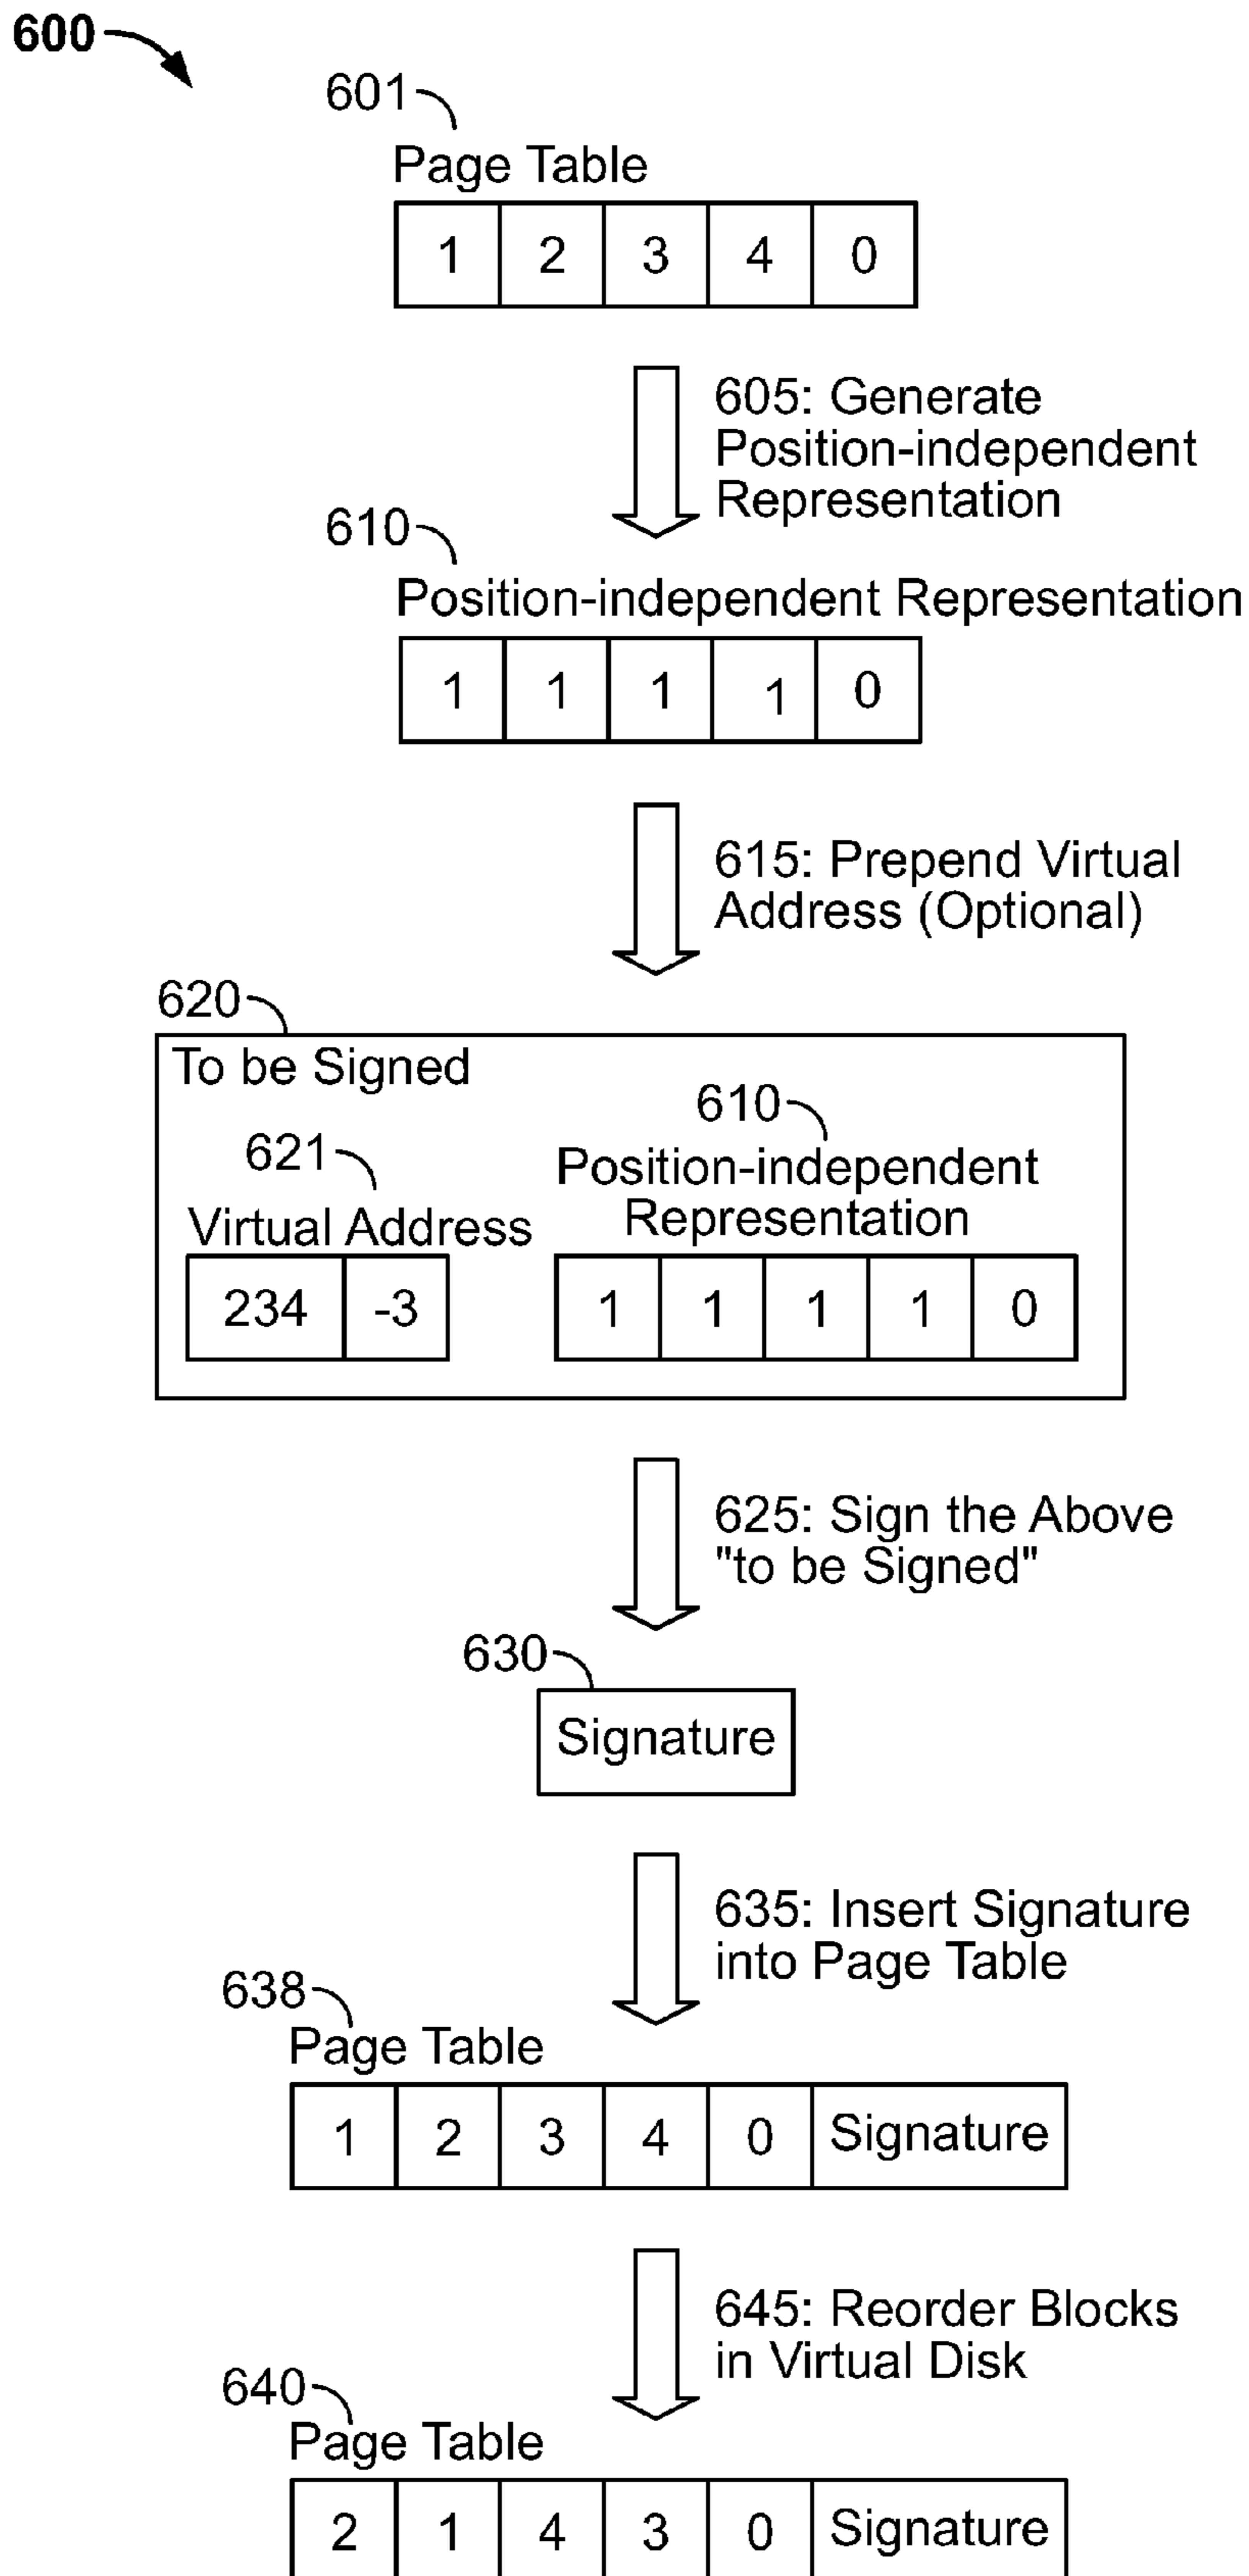 600
601
Page Table
1 2 3 4 0
605: Generate
Position-independent
Representation
610
Position-independent Representation
1 1 1 1 0
615: Prepend Virtual
Address (Optional)
620
To be Signed
610
621
Position-independent
Representation
Virtual Address
234 -3 1 1 1 1 0
625: Sign the Above
"to be Signed"
630
Signature
635: Insert Signature
into Page Table
638
Page Table
1 2 3 4 0 Signature
645: Reorder Blocks
in Virtual Disk
640
Page Table
2 1 4 3 0 Signature